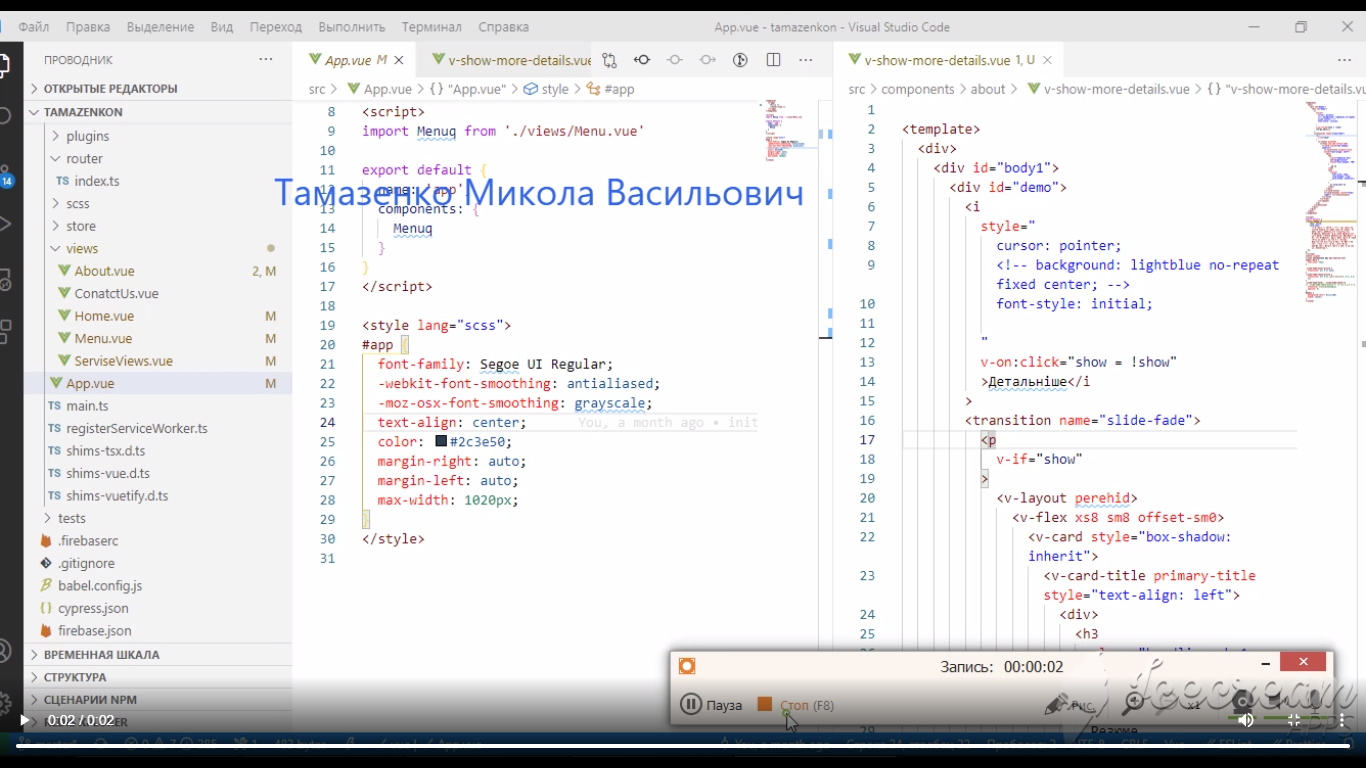 Файл Правка Выделение Вид Переход Выполнить Терминал Справка App.vue - tamazenkon - Visual Studio Code
ПРОВОДНИК
ОТКРЫТЫЕ РЕДАКТОРЫ
TAMAZENKON
plugins
router
TS index.ts
14
scss
store
views
About.vue 2, M
ConatctUs.vue
Home.vue M
Menu.vue M
ServiseViews.vue M
App.vue M
TS main.ts
TS registerServiceWorker.ts
TS shims-tsx.d.ts
TS shims-vue.d.ts
TS shims-vuetify.d.ts
tests
.firebaserc
.gitignore
babel.config.js
cypress.json
firebase.json
ВРЕМЕННАЯ ШКАЛА
СТРУКТУРА
СЦЕНАРИИ NPM
App.vue M
v-show-more-details.vue
src > App.vue > {} "App.vue" > style > #app
8 <script>
9 import Menuq from './views/Menu.vue'
10
11 export default {
12 name: 'app'
Тамазенко Микола Васильович
13 components: {
14 Menuq
15 }
16 }
17 </script>
18
19 <style lang="scss">
20 #app {
21 font-family: Segoe UI Regular;
22 -webkit-font-smoothing: antialiased;
23 -moz-osx-font-smoothing: grayscale;
24 text-align: center; You, a month ago • init
25 color: #2c3e50;
26 margin-right: auto;
27 margin-left: auto;
28 max-width: 1020px;
29 }
30 </style>
31
v-show-more-details.vue 1, U
src > components > about > v-show-more-details.vue > {} "v-show-more-details.vu
1
2 <template>
3 <div>
4 <div id="body1">
5 <div id="demo">
6 <i
7 style="
8 cursor: pointer;
9 <!-- background: lightblue no-repeat
fixed center; -->
10 font-style: initial;
11
12 "
13 v-on:click="show = !show"
14 >Детальніше</i
15 >
16 <transition name="slide-fade">
17 <p
18 v-if="show"
19 >
20 <v-layout perehid>
21 <v-flex xs8 sm8 offset-sm0>
22 <v-card style="box-shadow:
inherit">
23 <v-card-title primary-title
style="text-align: left">
24 <div>
25 <h3
Запись: 00:00:02
Пауза Стоп (F8) Рис. x1
Icecream
APPS
29 Резюме
0:02 / 0:02